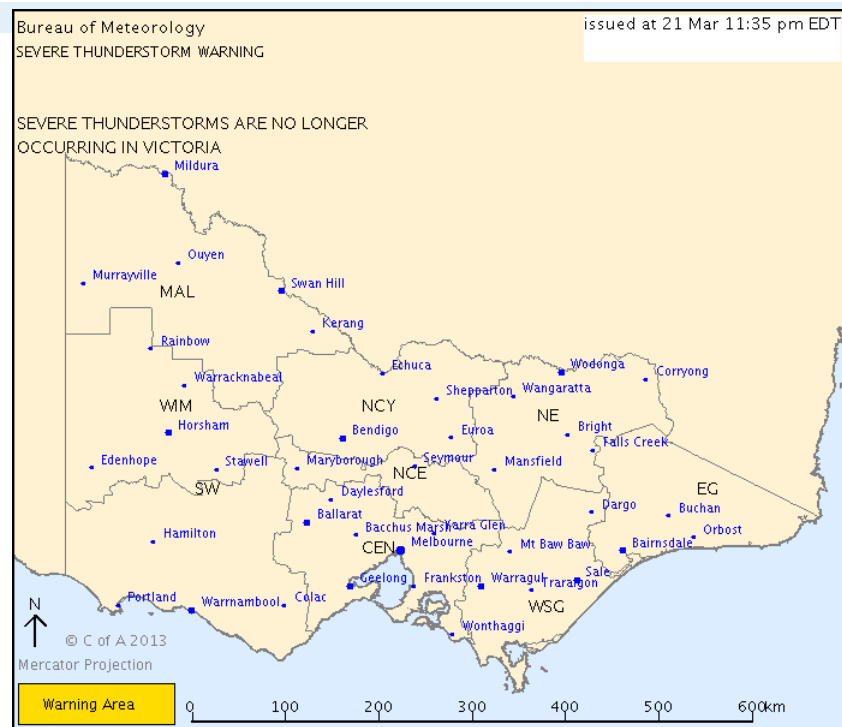 Bureau of Meteorology
issued at 21 Mar 11:35 pm EDT
SEVERE THUNDERSTORM WARNING
SEVERE THUNDERSTORMS ARE NO LONGER
OCCURRING IN VICTORIA
Mildura
Ouyen
Murrayville
MAL
Swan Hill
Kerang
Rainbow
Echuca
Wodonga
Corryong
Warracknabeal
Shepparton
Wangaratta
WIM
NCY
NE
Horsham
Bendigo
Euroa
Bright
Falls Creek
Edenhope
Stawell
Maryborough
Seymour
Mansfield
NCE
SW
EG
Daylesford
Dargo
Buchan
Ballarat
Bacchus Marsh
Yarra Glen
Orbost
Hamilton
CEN
Melbourne
Mt Baw Baw
Bairnsdale
Geelong
Frankston
Warragul
Traralgon
Sale
Portland
Warrnambool
Colac
WSG
N
Wonthaggi
© C of A 2013
Mercator Projection
Warning Area
0 100 200 300 400 500 600km